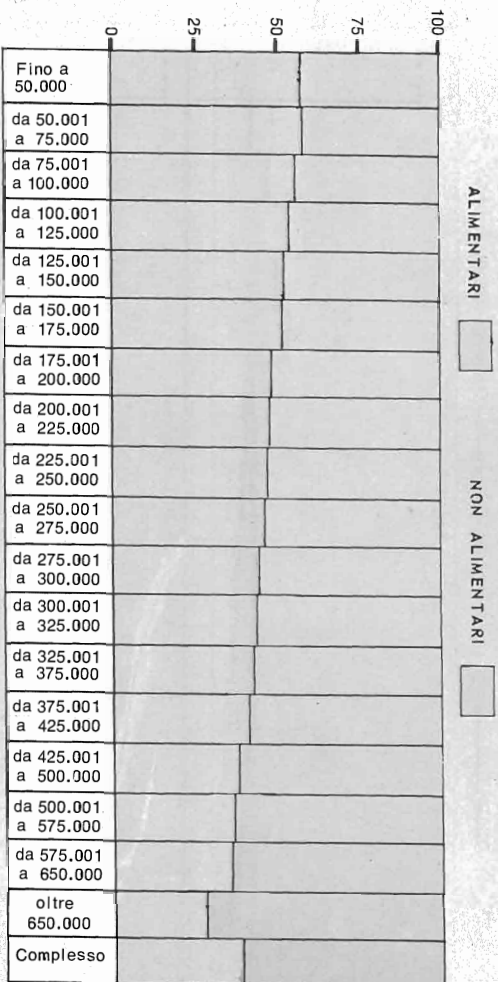 0 25 50 75 100
ALIMENTARI
NON ALIMENTARI
Fino a
50.000
da 50.001
a 75.000
da 75.001
a 100.000
da 100.001
a 125.000
da 125.001
a 150.000
da 150.001
a 175.000
da 175.001
a 200.000
da 200.001
a 225.000
da 225.001
a 250.000
da 250.001
a 275.000
da 275.001
a 300.000
da 300.001
a 325.000
da 325.001
a 375.000
da 375.001
a 425.000
da 425.001
a 500.000
da 500.001
a 575.000
da 575.001
a 650.000
oltre
650.000
Complesso